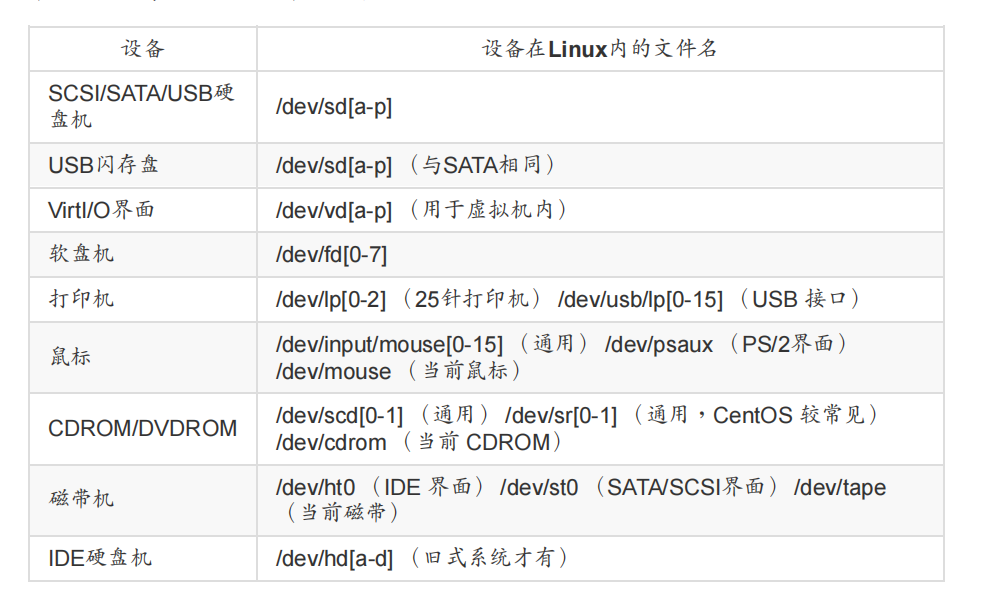 设备 设备在Linux内的文件名
SCSI/SATA/USB硬
盘机
/dev/sd[a-p]
USB闪存盘 /dev/sd[a-p] （与SATA相同）
VirtI/O界面 /dev/vd[a-p] （用于虚拟机内）
软盘机 /dev/fd[0-7]
打印机 /dev/lp[0-2] （25针打印机） /dev/usb/lp[0-15] （USB 接口）
鼠标
/dev/input/mouse[0-15] （通用） /dev/psaux （PS/2界面）
/dev/mouse （当前鼠标）
CDROM/DVDROM
/dev/scd[0-1] （通用） /dev/sr[0-1] （通用，CentOS 较常见）
/dev/cdrom （当前 CDROM）
磁带机
/dev/ht0 （IDE 界面） /dev/st0 （SATA/SCSI界面） /dev/tape
（当前磁带）
IDE硬盘机 /dev/hd[a-d] （旧式系统才有）